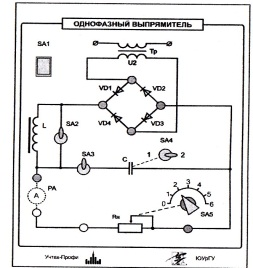 ОДНОФАЗНЫЙ ВЫПРЯМИТЕЛЬ
SA1
Тр
U2
VD1
VD2
VD4
VD3
SA4
L
SA2
SA3
C
1
2
PA
A
Rн
0
1
2
3
4
5
6
SA5
Учтех-Профи
ЮУрГУ